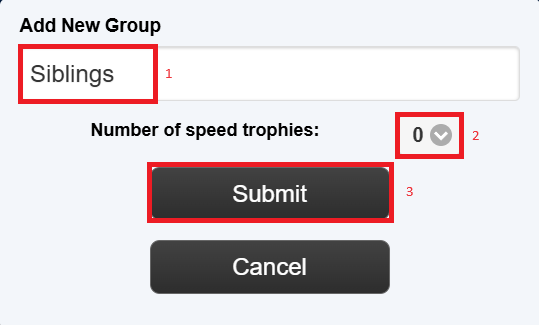 Add New Group
Siblings 1
Number of speed trophies: 0 2
Submit 3
Cancel